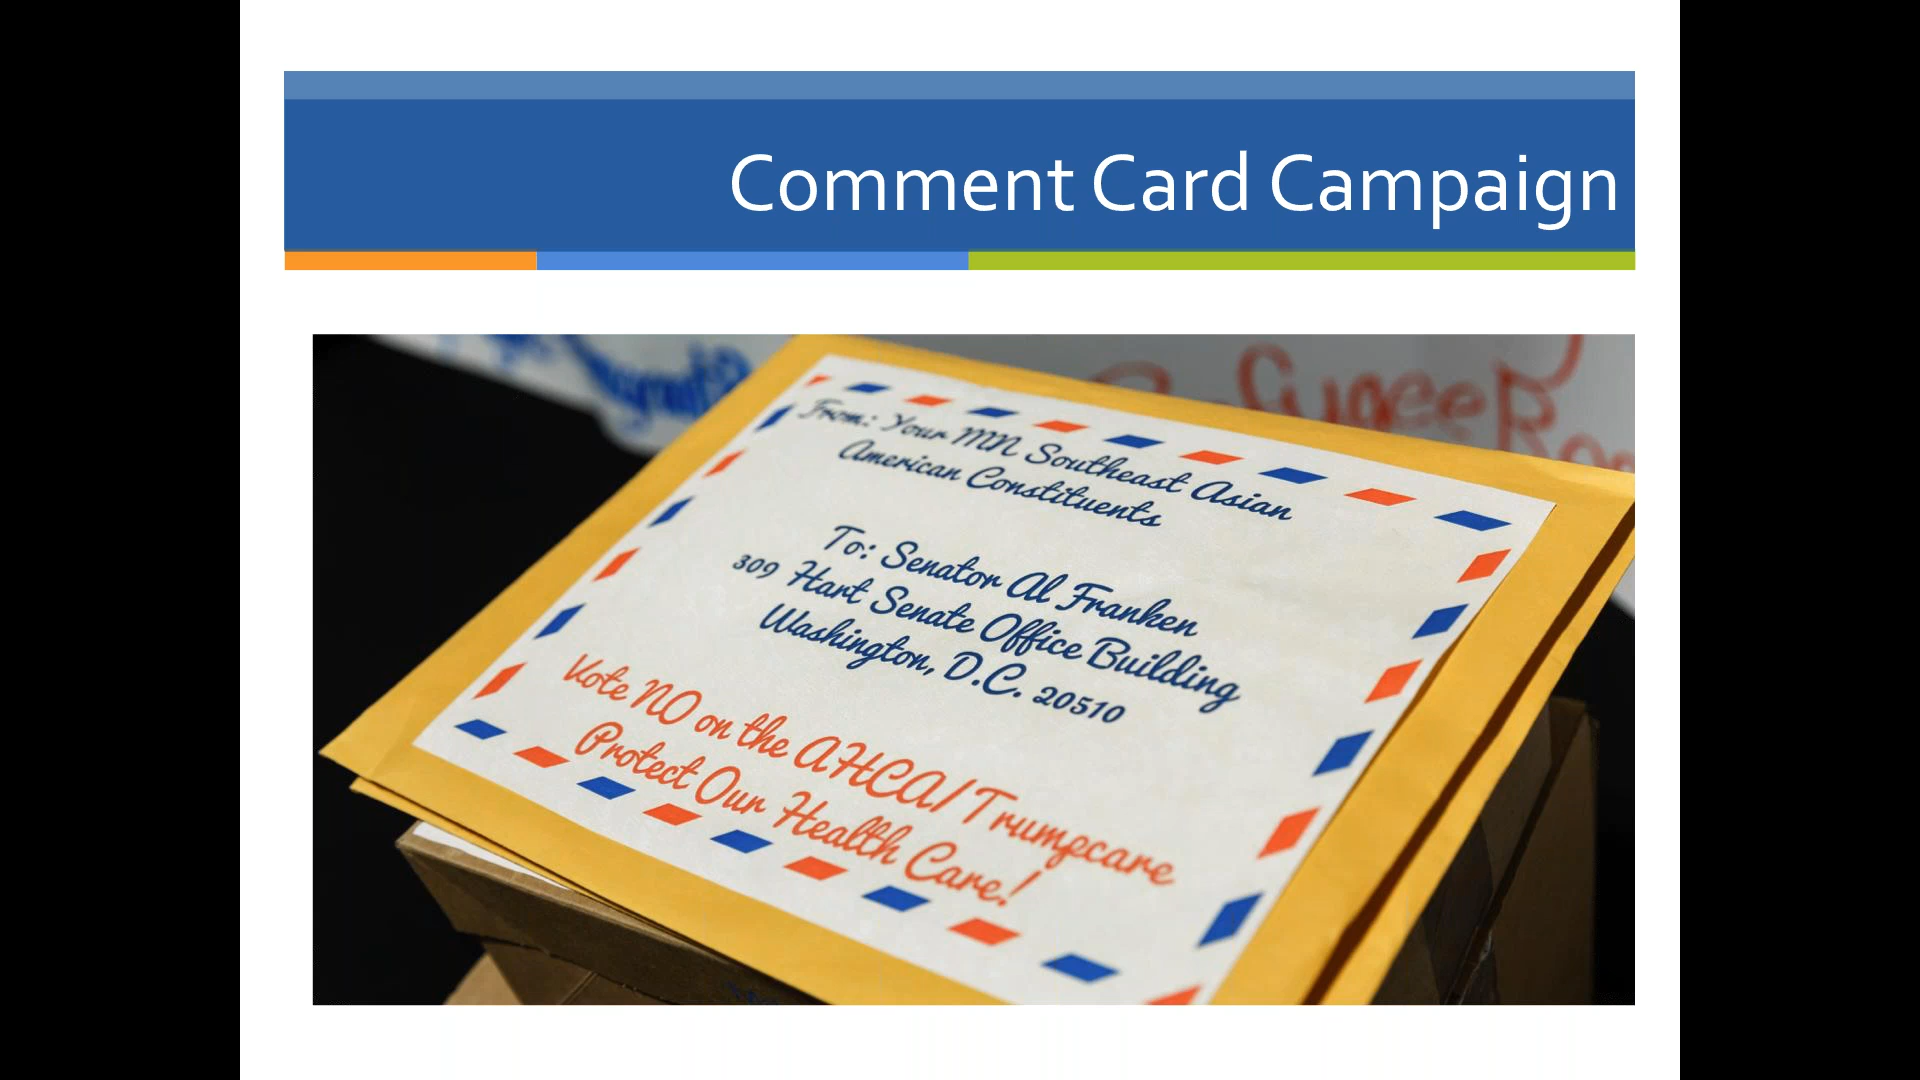 Comment Card Campaign
Refugee
From: Your MN Southeast Asian
American Constituents
To: Senator Al Franken
309 Hart Senate Office Building
Washington, D.C. 20510
Vote NO on the AHCA/Trumpcare
Protect Our Health Care!